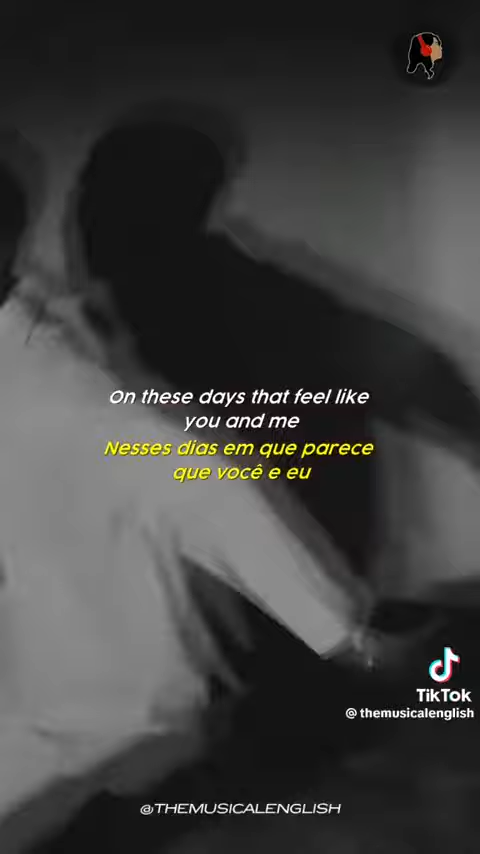 On these days that feel like
you and me
Nesses dias em que parece
que você e eu
TikTok
@ themusicalenglish
@THEMUSICALENGLISH